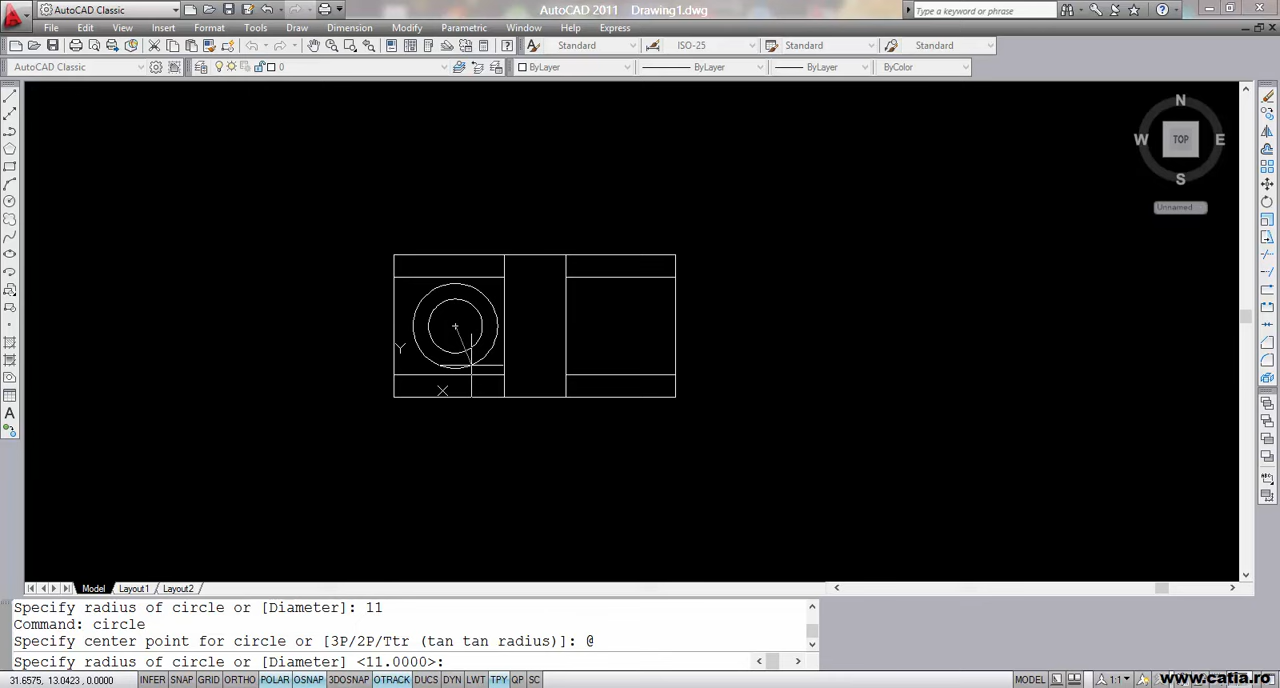 AutoCAD Classic
AutoCAD 2011 Drawing1.dwg
Type a keyword or phrase
File Edit View Insert Format Tools Draw Dimension Modify Parametric Window Help Express
Standard ISO-25 Standard Standard
AutoCAD Classic 0 ByLayer ByLayer ByLayer ByColor
N
W TOP E
S
Unnamed
Y
X
Model Layout1 Layout2
Specify radius of circle or [Diameter]: 11
Command: circle
Specify center point for circle or [3P/2P/Ttr (tan tan radius)]: @
Specify radius of circle or [Diameter] <11.0000>:
31.6575, 13.0423, 0.0000 INFER SNAP GRID ORTHO POLAR OSNAP 3DOSNAP OTRACK DUCS DYN LWT TPY QP SC MODEL 1:1
www.catia.ro